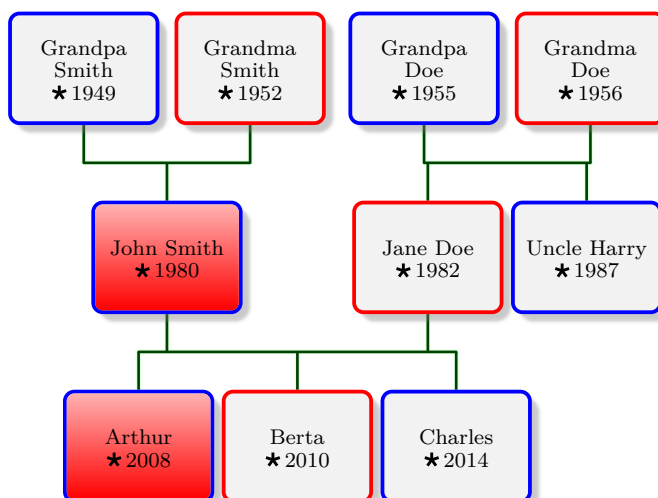 Grandpa
Smith
★ 1949
Grandma
Smith
★ 1952
Grandpa
Doe
★ 1955
Grandma
Doe
★ 1956
John Smith
★ 1980
Jane Doe
★ 1982
Uncle Harry
★ 1987
Arthur
★ 2008
Berta
★ 2010
Charles
★ 2014